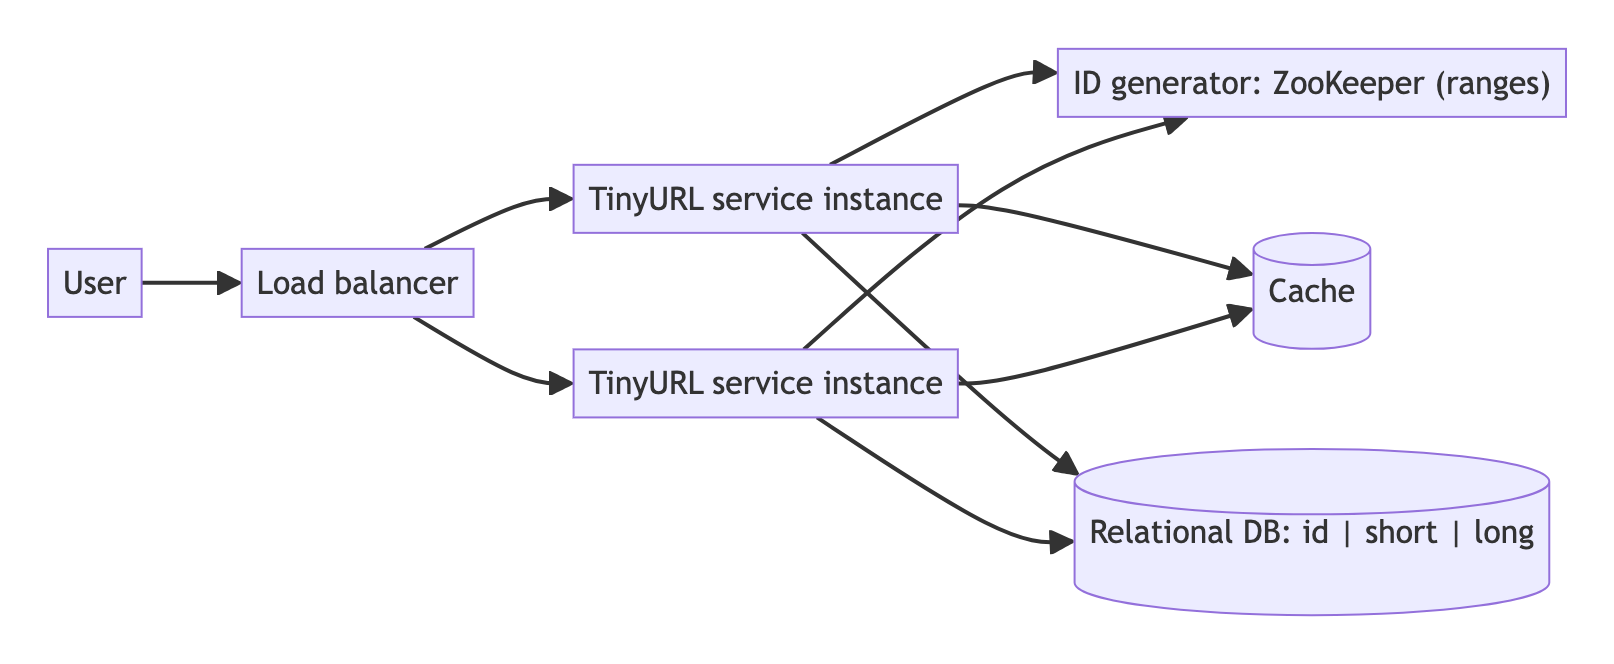 User
Load balancer
TinyURL service instance
TinyURL service instance
ID generator: ZooKeeper (ranges)
Cache
Relational DB: id | short | long